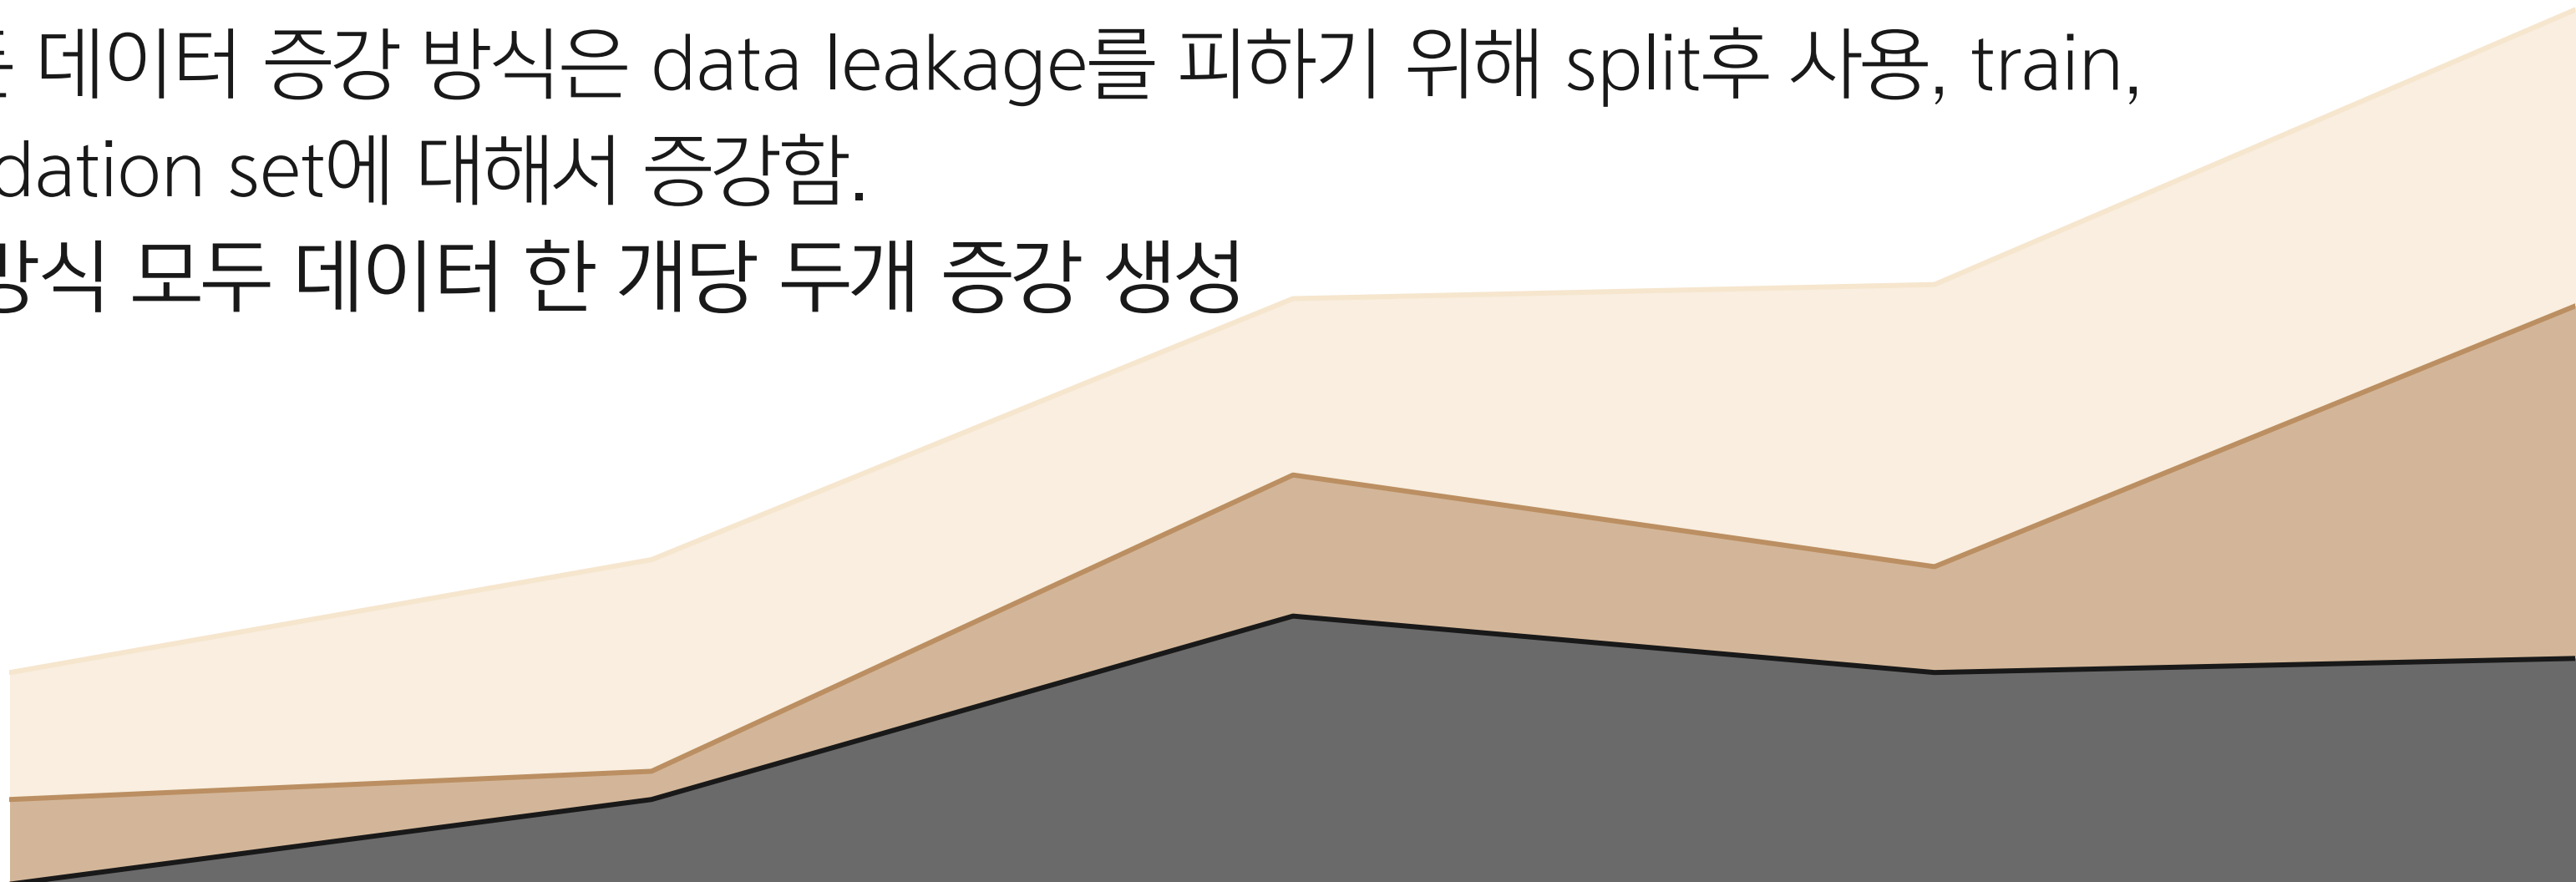 데이터 증강 방식은 data leakage를 피하기 위해 split후 사용, train,
dation set에 대해서 증강함.
방식 모두 데이터 한 개당 두개 증강 생성